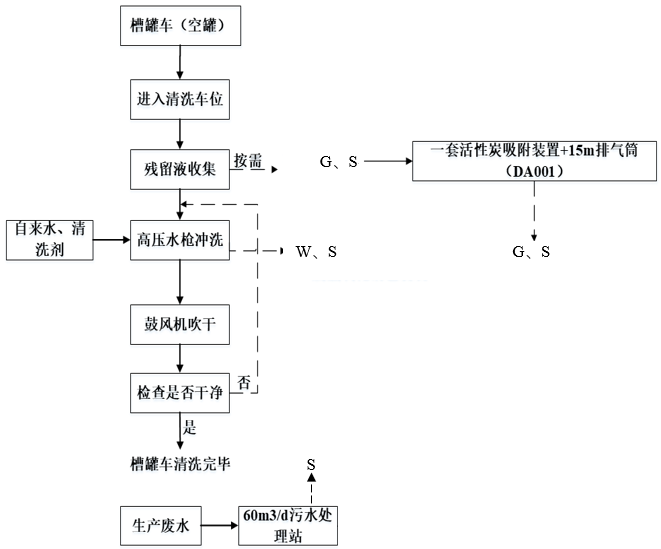 槽罐车（空罐）
进入清洗车位
残留液收集
按需
G、S
一套活性炭吸附装置+15m排气筒
（DA001）
自来水、清
洗剂
高压水枪冲洗
W、S
G、S
鼓风机吹干
检查是否干净
否
是
槽罐车清洗完毕
S
生产废水
60m3/d污水处
理站